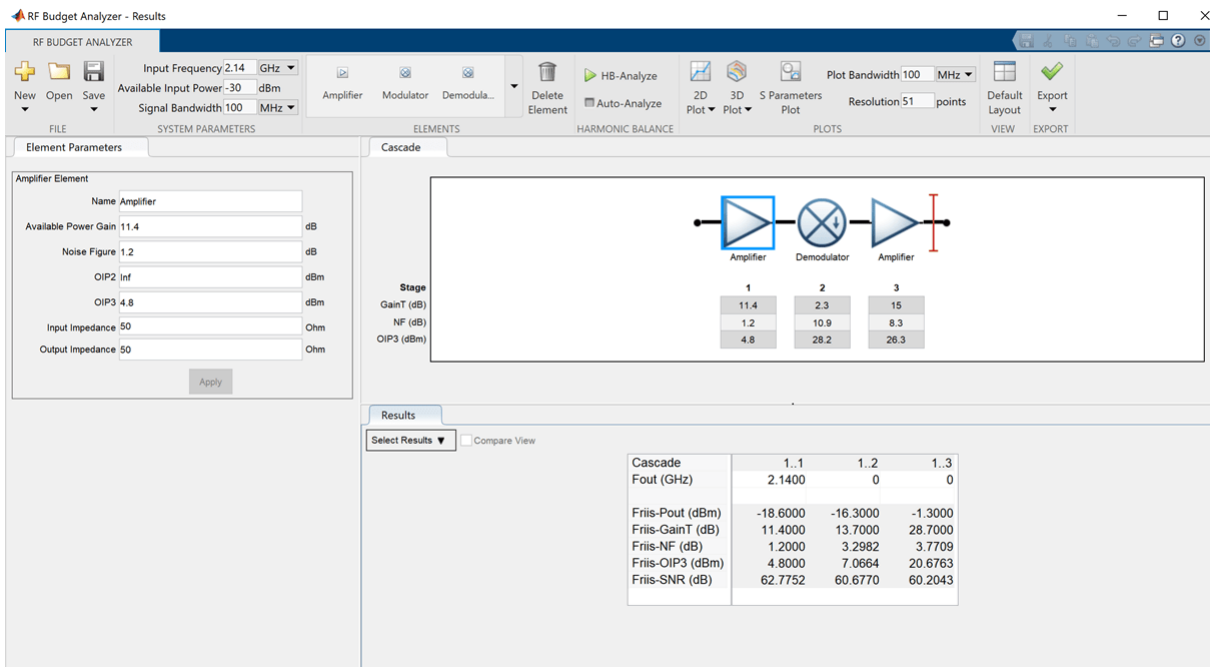 RF Budget Analyzer - Results
RF BUDGET ANALYZER
New Open Save
FILE
Input Frequency 2.14 GHz
Available Input Power -30 dBm
Signal Bandwidth 100 MHz
SYSTEM PARAMETERS
Amplifier Modulator Demodula...
ELEMENTS
Delete
Element
HB-Analyze
Auto-Analyze
HARMONIC BALANCE
2D
Plot
3D
Plot
S Parameters
Plot
Plot Bandwidth 100 MHz
Resolution 51 points
PLOTS
Default
Layout
VIEW
Export
EXPORT
Element Parameters
Amplifier Element
Name Amplifier
Available Power Gain 11.4 dB
Noise Figure 1.2 dB
OIP2 Inf dBm
OIP3 4.8 dBm
Input Impedance 50 Ohm
Output Impedance 50 Ohm
Apply
Cascade
Amplifier Demodulator Amplifier
Stage 1 2 3
GainT (dB) 11.4 2.3 15
NF (dB) 1.2 10.9 8.3
OIP3 (dBm) 4.8 28.2 26.3
Results
Select Results ▼ Compare View
Cascade 1..1 1..2 1..3
Fout (GHz) 2.1400 0 0
Friis-Pout (dBm) -18.6000 -16.3000 -1.3000
Friis-GainT (dB) 11.4000 13.7000 28.7000
Friis-NF (dB) 1.2000 3.2982 3.7709
Friis-OIP3 (dBm) 4.8000 7.0664 20.6763
Friis-SNR (dB) 62.7752 60.6770 60.2043